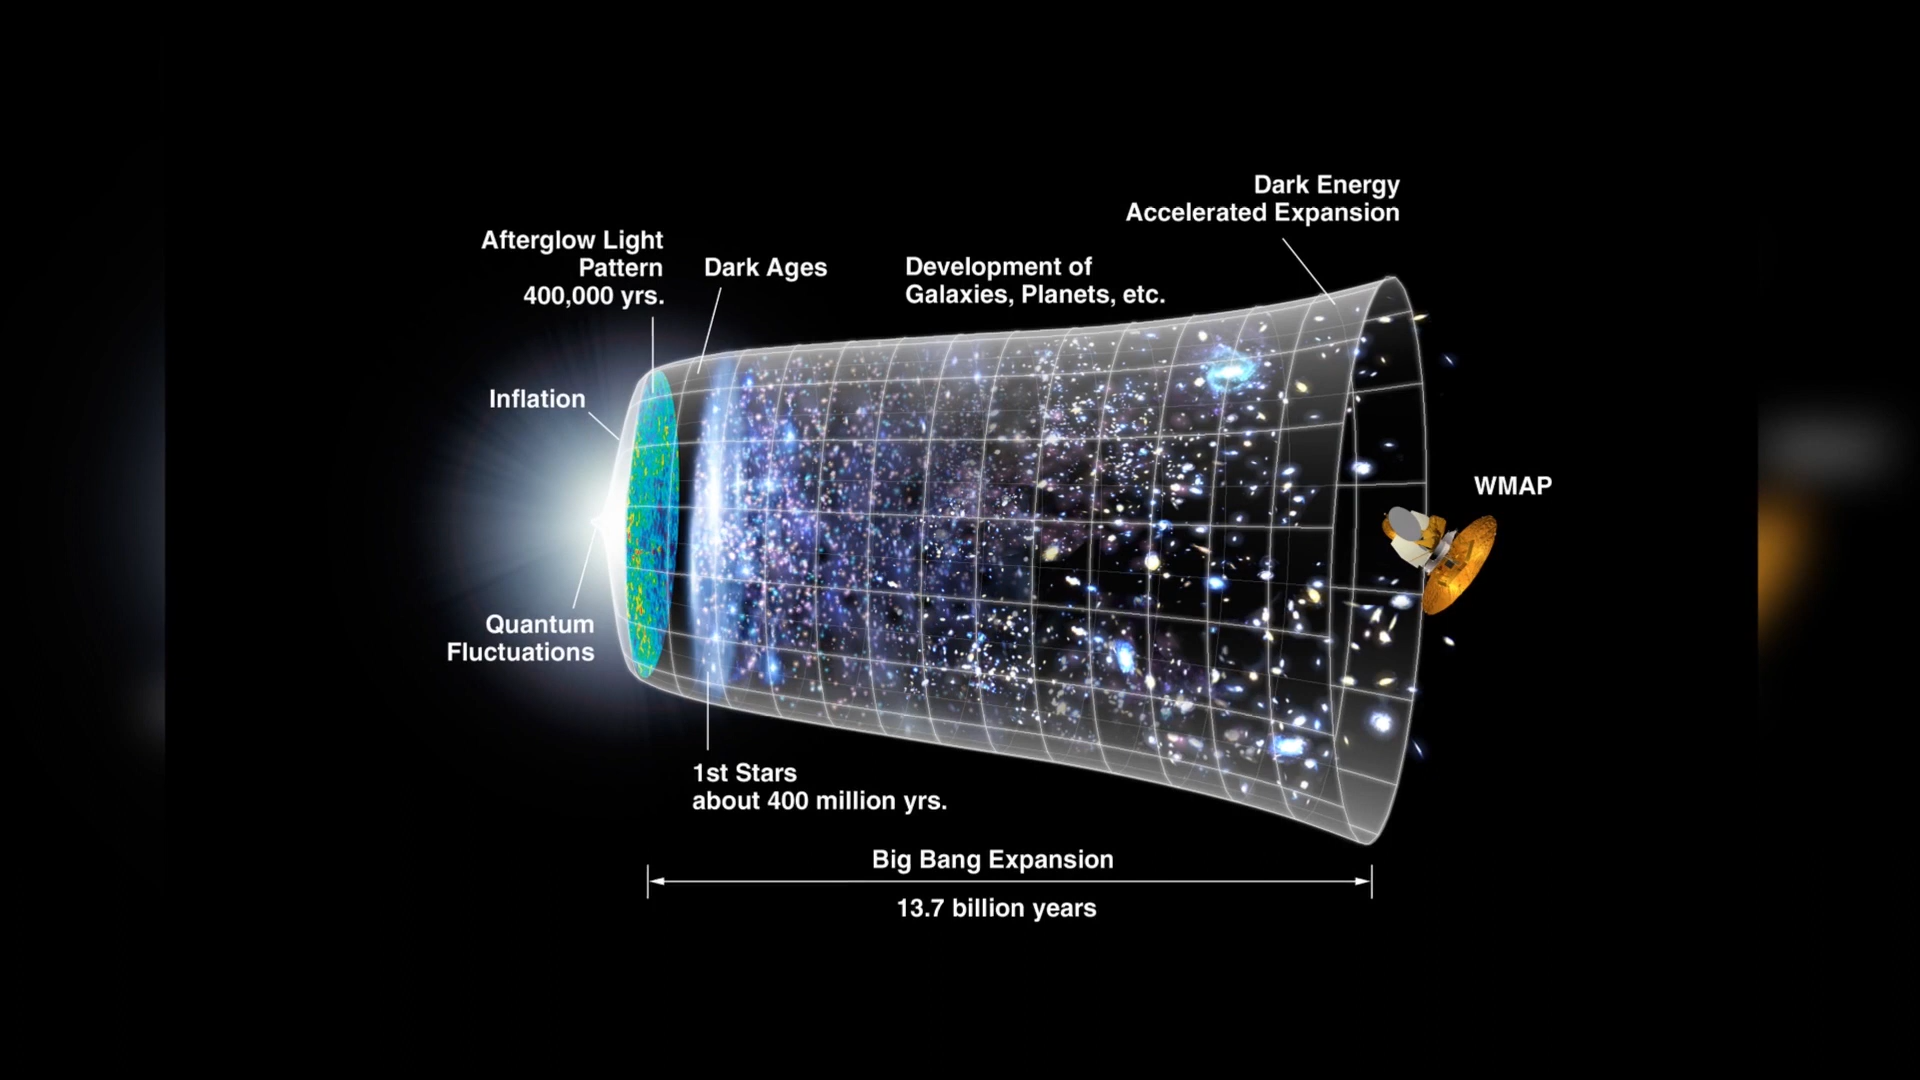 Dark Energy
Accelerated Expansion
Afterglow Light
Pattern
400,000 yrs.
Dark Ages
Development of
Galaxies, Planets, etc.
Inflation
WMAP
Quantum
Fluctuations
1st Stars
about 400 million yrs.
Big Bang Expansion
13.7 billion years